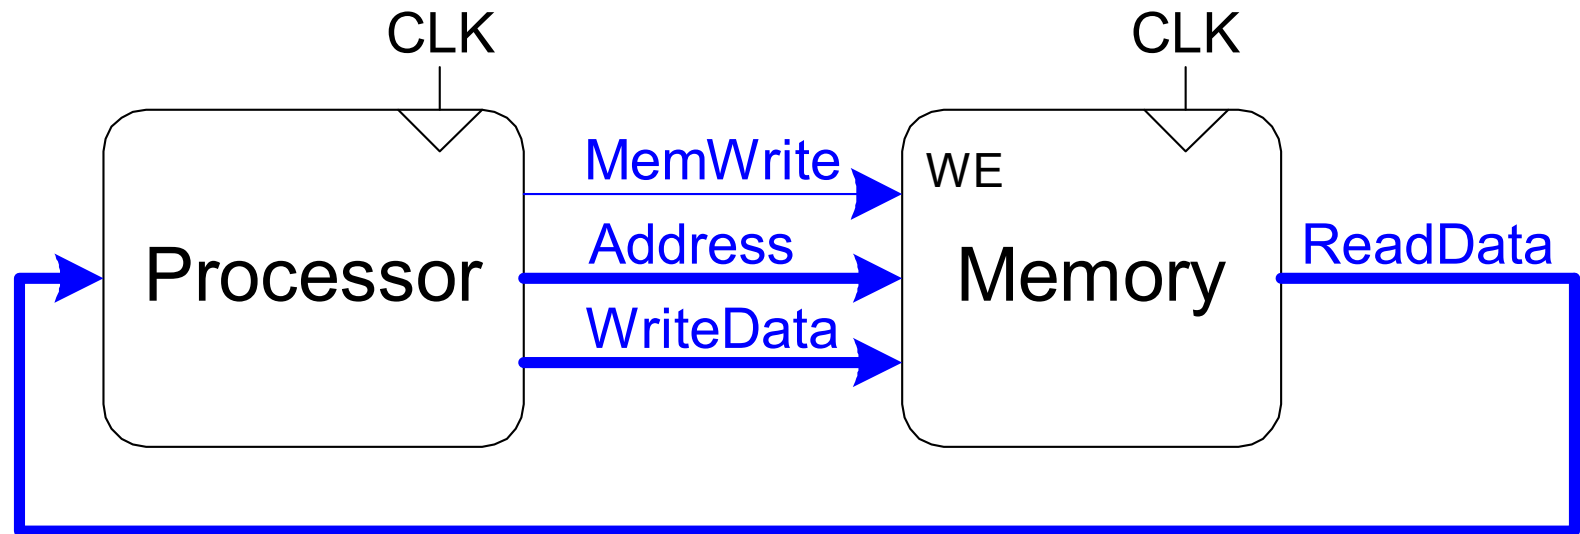 CLK
CLK
MemWrite
WE
Address
Processor
Memory
ReadData
WriteData